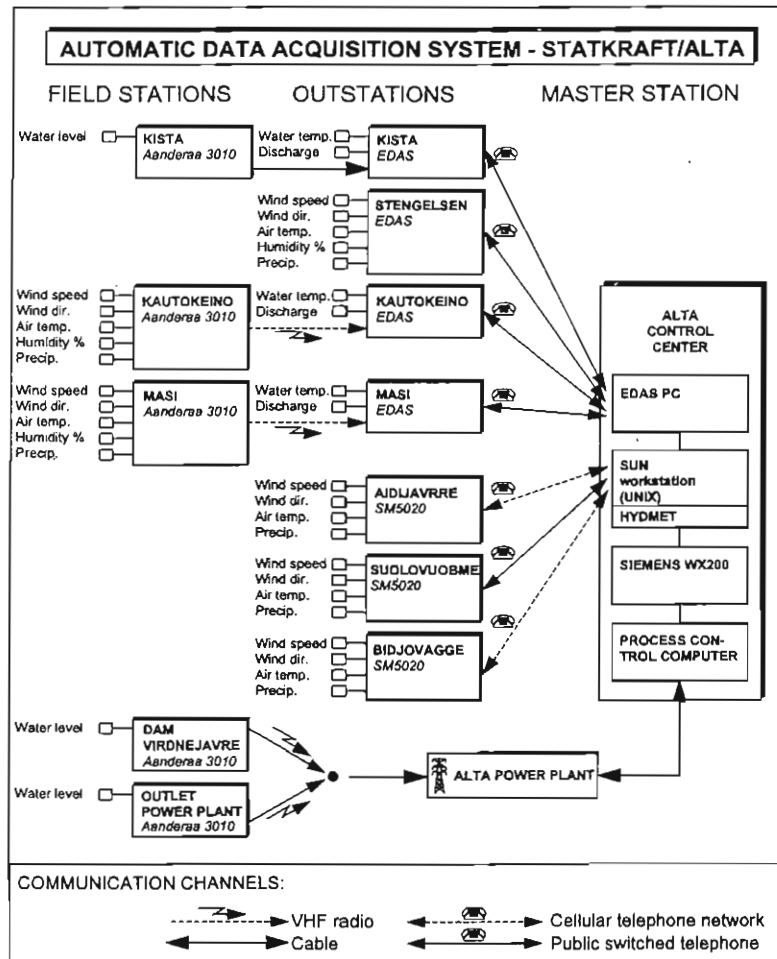 AUTOMATIC DATA ACQUISITION SYSTEM - STATKRAFT/ALTA
FIELD STATIONS
OUTSTATIONS
MASTER STATION
Water level
KISTA
Aanderaa 3010
Water temp.
Discharge
KISTA
EDAS
Wind speed
Wind dir.
Air temp.
Humidity %
Precip.
STENGELSEN
EDAS
Wind speed
Wind dir.
Air temp.
Humidity %
Precip.
KAUTOKEINO
Aanderaa 3010
Water temp.
Discharge
KAUTOKEINO
EDAS
Wind speed
Wind dir.
Air temp.
Humidity %
Precip.
MASI
Aanderaa 3010
Water temp.
Discharge
MASI
EDAS
Wind speed
Wind dir.
Air temp.
Precip.
AIDIJAVRRE
SM5020
Wind speed
Wind dir.
Air temp.
Precip.
SUOLOVUOBME
SM5020
Wind speed
Wind dir.
Air temp.
Precip.
BIDJOVAGGE
SM5020
ALTA
CONTROL
CENTER
EDAS PC
SUN
workstation
(UNIX)
HYDMET
SIEMENS WX200
PROCESS CON-
TROL COMPUTER
Water level
DAM
VIRDNEJAVRE
Aanderaa 3010
Water level
OUTLET
POWER PLANT
Aanderaa 3010
ALTA POWER PLANT
COMMUNICATION CHANNELS:
VHF radio
Cellular telephone network
Cable
Public switched telephone